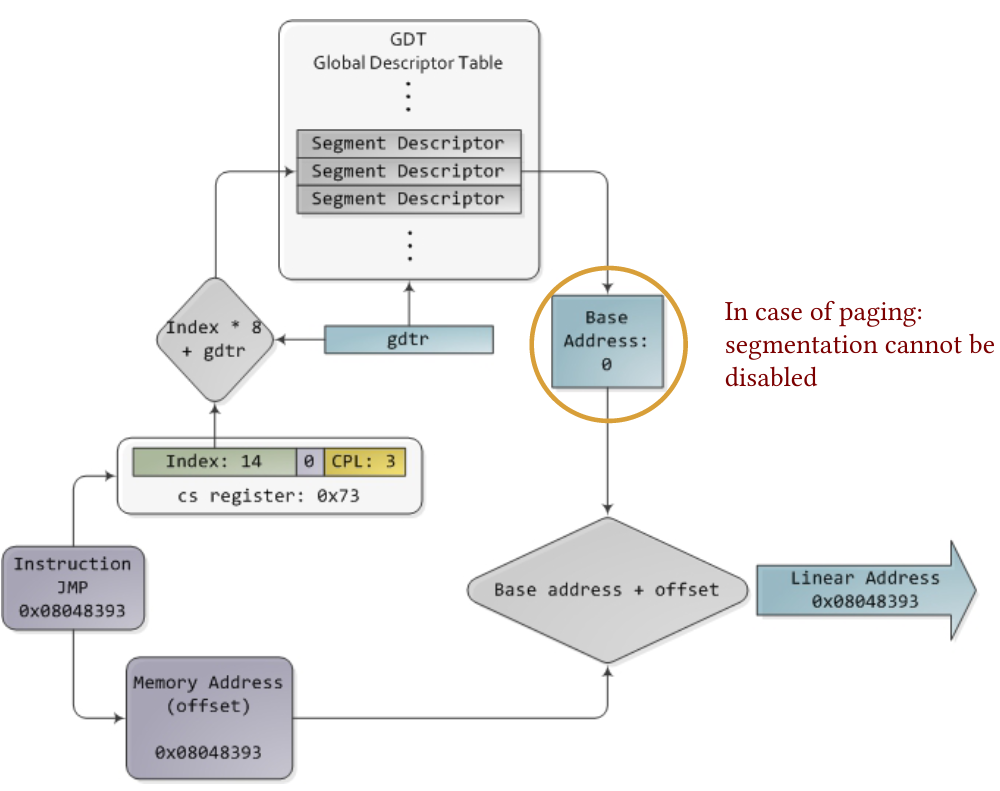 GDT
Global Descriptor Table
Segment Descriptor
Segment Descriptor
Segment Descriptor
Index * 8
+ gdtr
gdtr
Base
Address:
0
In case of paging:
segmentation cannot be
disabled
Index: 14 0 CPL: 3
cs register: 0x73
Instruction
JMP
0x08048393
Base address + offset
Linear Address
0x08048393
Memory Address
(offset)
0x08048393